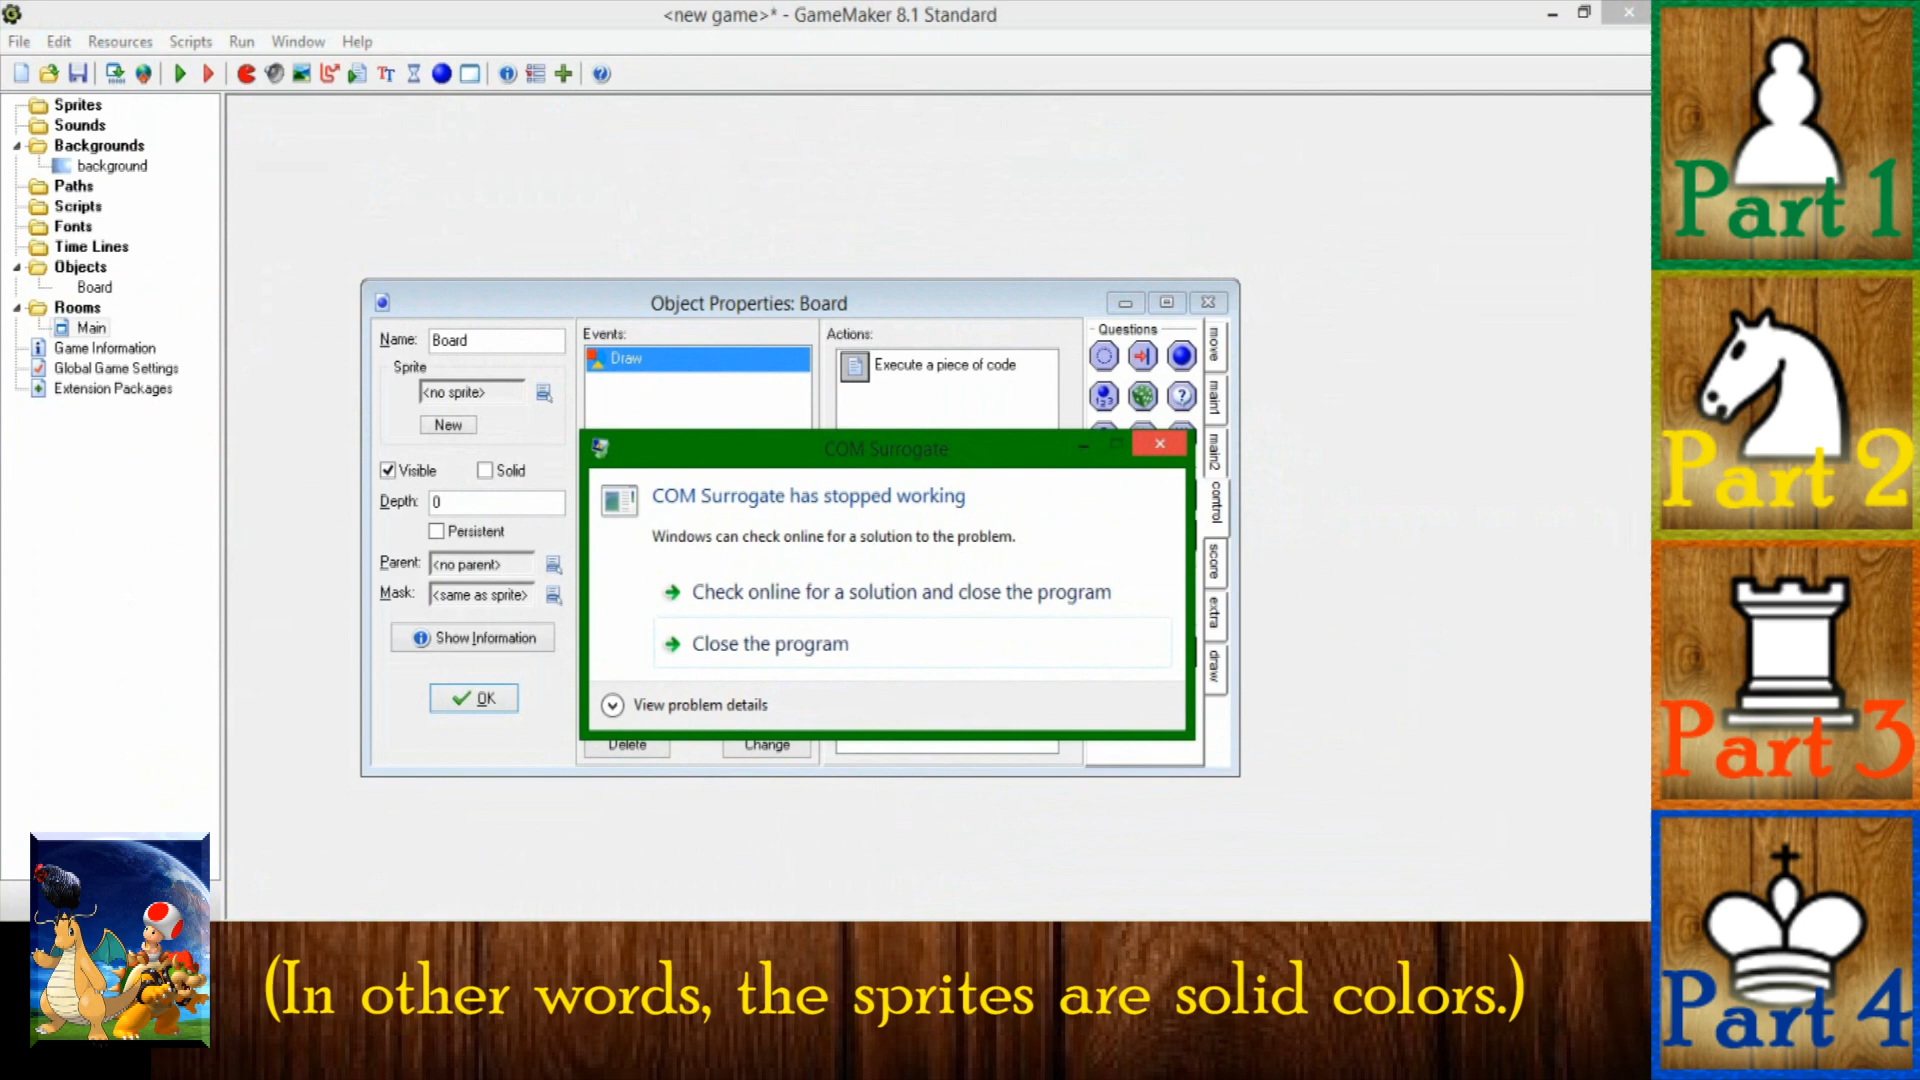 <new game>* - GameMaker 8.1 Standard
File Edit Resources Scripts Run Window Help
Sprites
Sounds
Backgrounds
background
Paths
Scripts
Fonts
Time Lines
Objects
Board
Rooms
Main
Game Information
Global Game Settings
Extension Packages
Object Properties: Board
Name: Board
Sprite
<no sprite>
New
Visible Solid
Depth: 0
Persistent
Parent: <no parent>
Mask: <same as sprite>
Show Information
OK
Events:
Draw
Delete Change
Actions:
Execute a piece of code
Questions
move
main1
main2
control
score
extra
draw
COM Surrogate
COM Surrogate has stopped working
Windows can check online for a solution to the problem.
Check online for a solution and close the program
Close the program
View problem details
Part 1
Part 2
Part 3
Part 4
(In other words, the sprites are solid colors.)